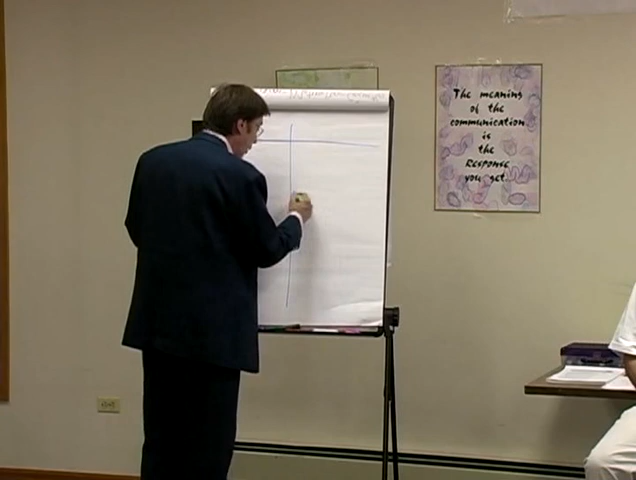 The meaning
of the
communication
is
the
RESPONSE
you get.